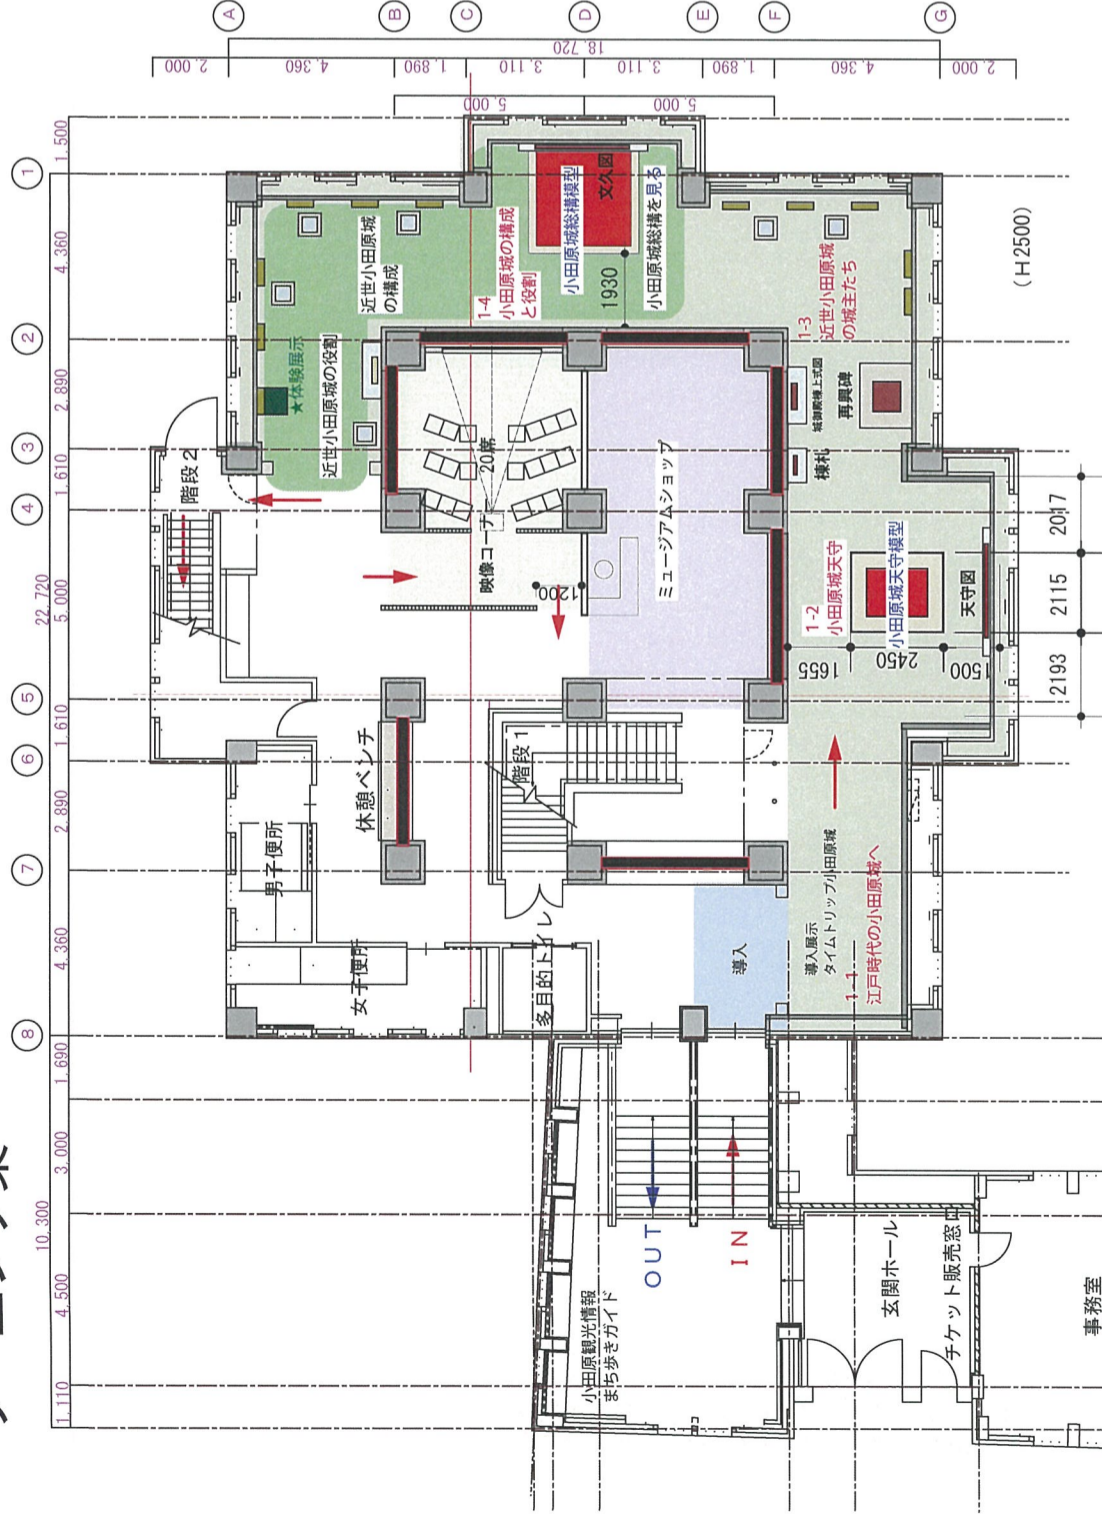 A
B
C
D
E
F
G
18.720
2.000
4.360
1.890
3.110
3.110
1.890
4.360
2.000
5.000
5.000
1
2
3
4
5
6
7
8
1.500
4.360
2.890
1.610
22.720
5.000
1.610
2.890
4.360
1.690
3.000
10.300
4.500
1.110
階段2
★体験展示
近世小田原城の役割
近世小田原城
の構成
1-4
小田原城の構成
と役割
小田原城総構模型
文久図
小田原城総構を見る
1930
1-3
近世小田原城
の城主たち
(H2500)
映像コーナー
20席
1200
ミュージアムショップ
城御殿棟上式図
再興碑
棟札
1-2
小田原城天守
小田原城天守模型
天守図
1655
2450
1500
2017
2115
2193
休憩ベンチ
階段1
男子便所
女子便所
多目的トイレ
導入
導入展示
タイムトリップ小田原城
1-1
江戸時代の小田原城へ
OUT
IN
小田原観光情報
まち歩きガイド
玄関ホール
チケット販売窓口
事務室